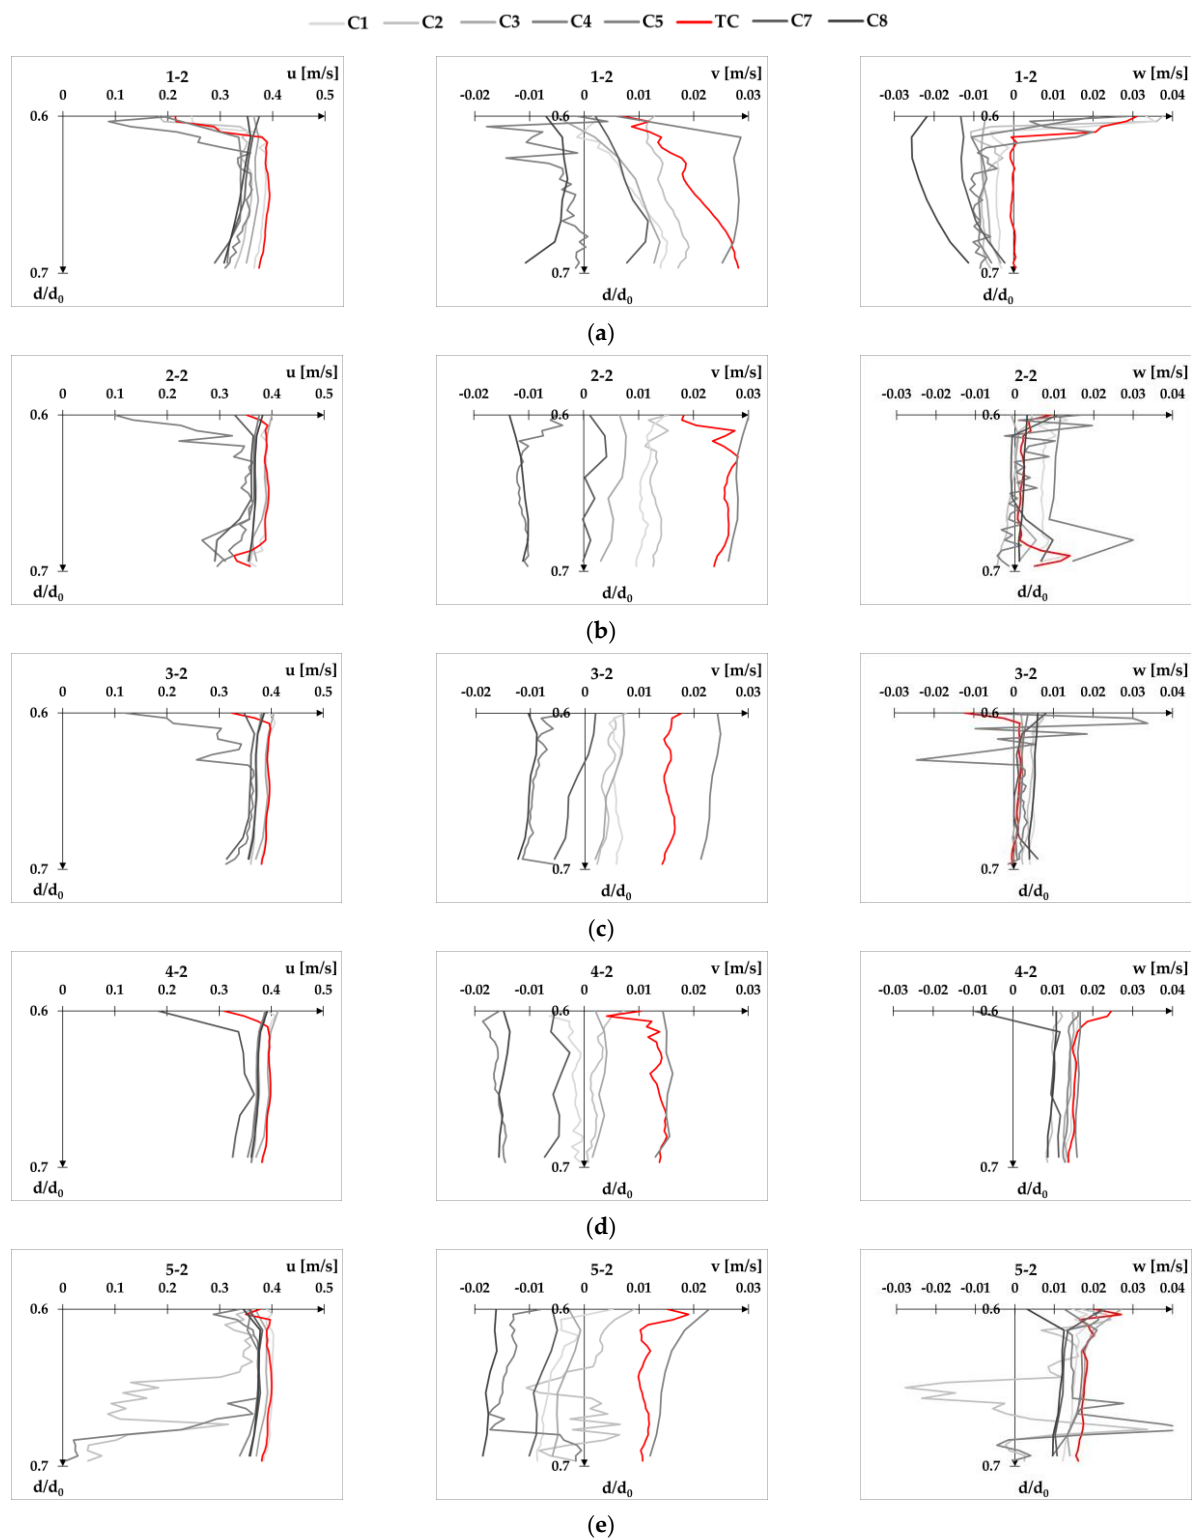 C1 C2 C3 C4 C5 TC C7 C8
1-2 u [m/s]
0 0.1 0.2 0.3 0.4 0.5
0.6
0.7
d/d0
1-2 v [m/s]
-0.02 -0.01 0 0.01 0.02 0.03
0.6
0.7
d/d0
1-2 w [m/s]
-0.03 -0.02 -0.01 0 0.01 0.02 0.03 0.04
0.6
0.7
d/d0
(a)
2-2 u [m/s]
0 0.1 0.2 0.3 0.4 0.5
0.6
0.7
d/d0
2-2 v [m/s]
-0.02 -0.01 0 0.01 0.02 0.03
0.6
0.7
d/d0
2-2 w [m/s]
-0.03 -0.02 -0.01 0 0.01 0.02 0.03 0.04
0.6
0.7
d/d0
(b)
3-2 u [m/s]
0 0.1 0.2 0.3 0.4 0.5
0.6
0.7
d/d0
3-2 v [m/s]
-0.02 -0.01 0 0.01 0.02 0.03
0.6
0.7
d/d0
3-2 w [m/s]
-0.03 -0.02 -0.01 0 0.01 0.02 0.03 0.04
0.6
0.7
d/d0
(c)
4-2 u [m/s]
0 0.1 0.2 0.3 0.4 0.5
0.6
0.7
d/d0
4-2 v [m/s]
-0.02 -0.01 0 0.01 0.02 0.03
0.6
0.7
d/d0
4-2 w [m/s]
-0.03 -0.02 -0.01 0 0.01 0.02 0.03 0.04
0.6
0.7
d/d0
(d)
5-2 u [m/s]
0 0.1 0.2 0.3 0.4 0.5
0.6
0.7
d/d0
5-2 v [m/s]
-0.02 -0.01 0 0.01 0.02 0.03
0.6
0.7
d/d0
5-2 w [m/s]
-0.03 -0.02 -0.01 0 0.01 0.02 0.03 0.04
0.6
0.7
d/d0
(e)